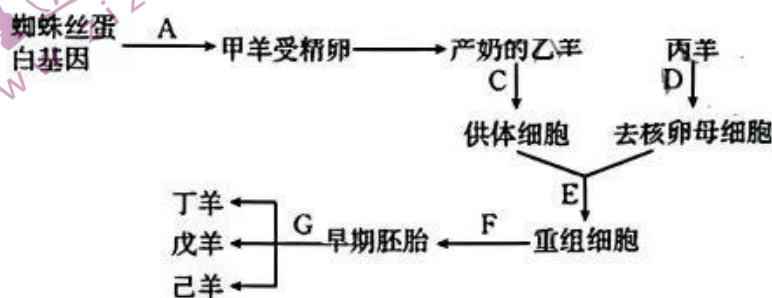 蜘蛛丝蛋
白基因
A
甲羊受精卵
产奶的乙羊
丙羊
C
D
供体细胞
去核卵母细胞
E
丁羊
戊羊
己羊
G
早期胚胎
F
重组细胞